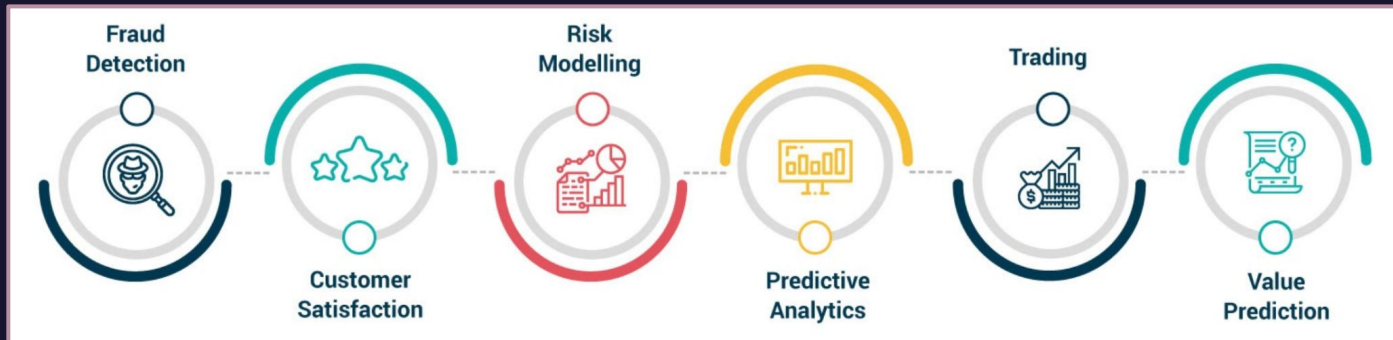 Fraud
Detection
Customer
Satisfaction
Risk
Modelling
Predictive
Analytics
Trading
Value
Prediction
$
?